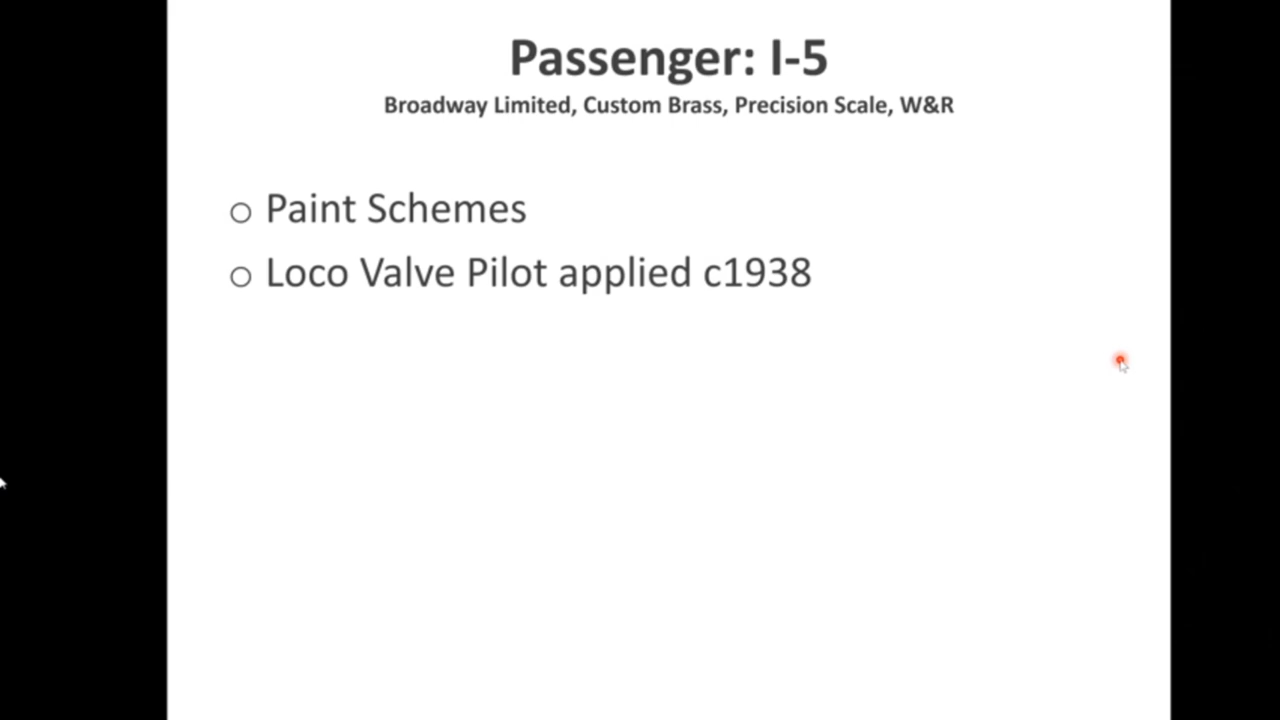 Passenger: I-5
Broadway Limited, Custom Brass, Precision Scale, W&R
Paint Schemes
Loco Valve Pilot applied c1938